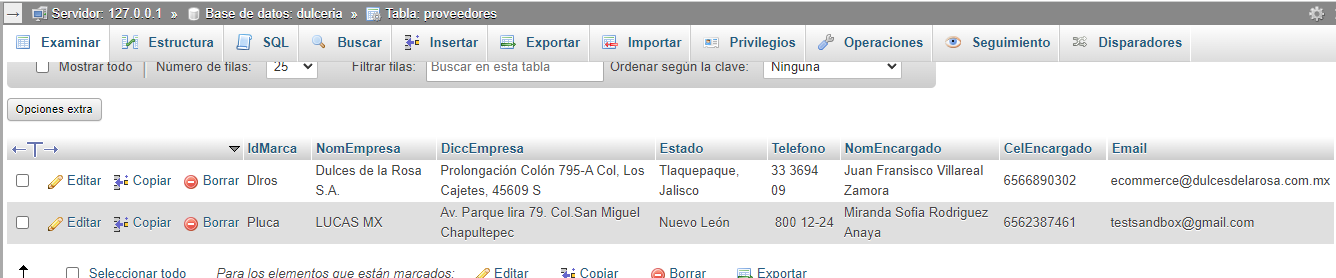 Servidor: 127.0.0.1 » Base de datos: dulceria » Tabla: proveedores
Examinar Estructura SQL Buscar Insertar Exportar Importar Privilegios Operaciones Seguimiento Disparadores
Mostrar todo Número de filas: 25 Filtrar filas: Buscar en esta tabla Ordenar según la clave: Ninguna
Opciones extra
IdMarca NomEmpresa DiccEmpresa Estado Telefono NomEncargado CelEncargado Email
Dulces de la Rosa Prolongación Colón 795-A Col, Los Tlaquepaque, 33 3694 Juan Fransisco Villareal
Editar Copiar Borrar Dlros 6566890302 ecommerce@dulcesdelarosa.com.mx
S.A. Cajetes, 45609 S Jalisco 09 Zamora
Av. Parque lira 79. Col.San Miguel Miranda Sofia Rodriguez
Editar Copiar Borrar Pluca LUCAS MX Nuevo León 800 12-24 6562387461 testsandbox@gmail.com
Chapultepec Anaya
Seleccionar todo Para los elementos que están marcados: Editar Copiar Borrar Exportar